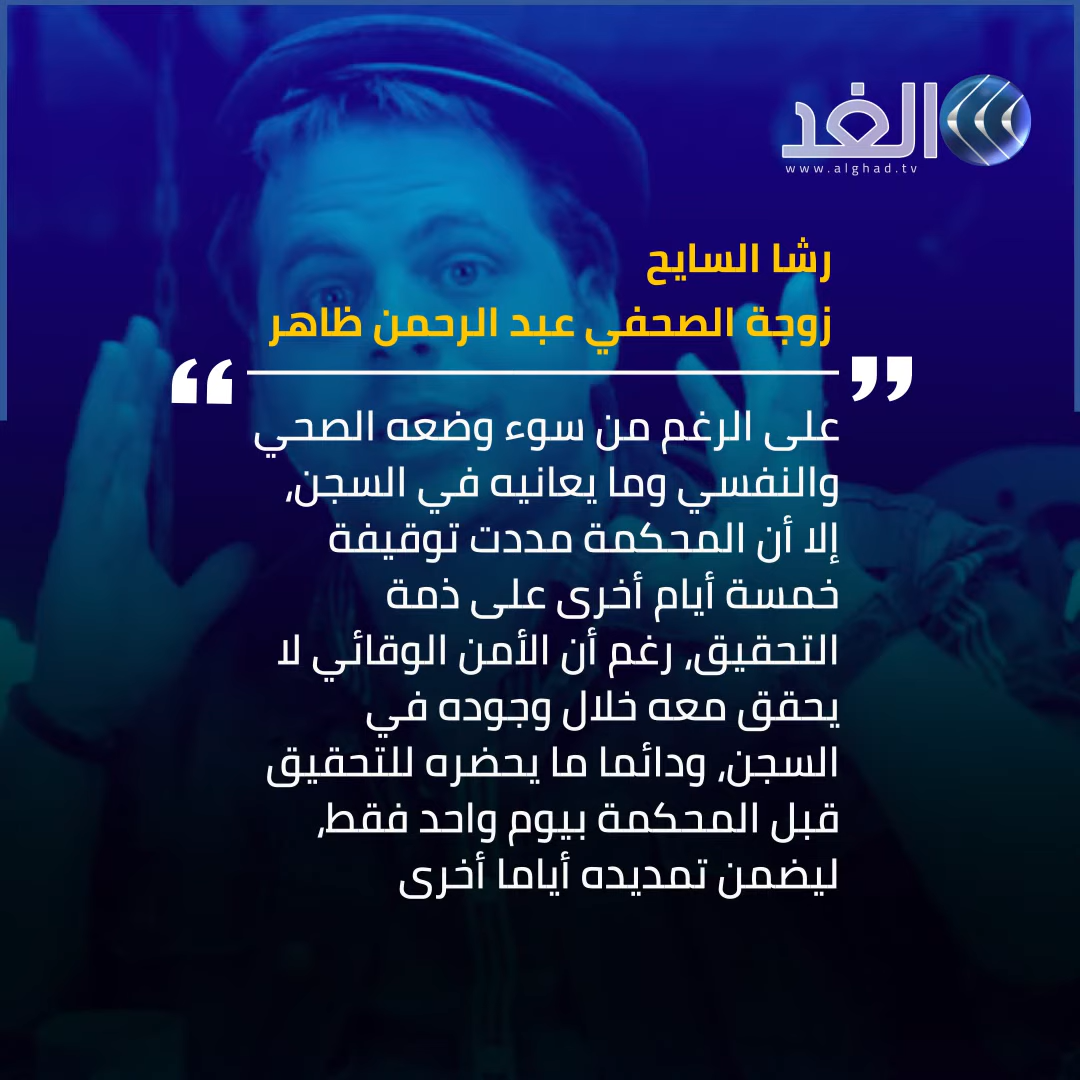 الغد
www.alghad.tv
رشا السايح
زوجة الصحفي عبد الرحمن ظاهر
على الرغم من سوء وضعه الصحي
والنفسي وما يعانيه في السجن,
إلا أن المحكمة مددت توقيفة
خمسة أيام أخرى على ذمة
التحقيق, رغم أن الأمن الوقائي لا
يحقق معه خلال وجوده في
السجن, ودائما ما يحضره للتحقيق
قبل المحكمة بيوم واحد فقط,
ليضمن تمديده أياما أخرى